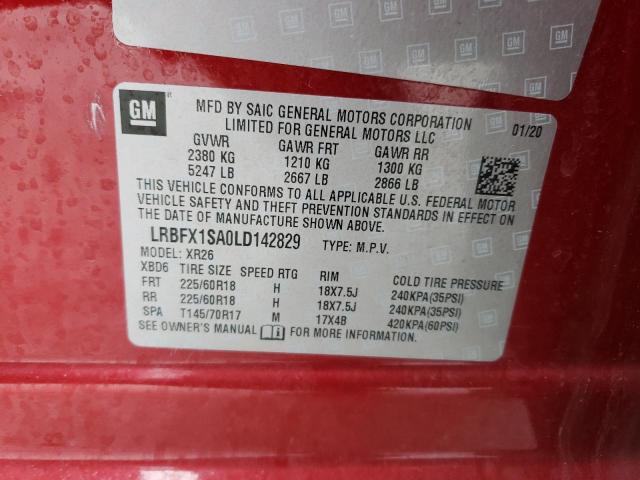 GM
GM
GM
GM
GM
MFD BY SAIC GENERAL MOTORS CORPORATION
LIMITED FOR GENERAL MOTORS LLC
01/20
GVWR GAWR FRT GAWR RR
2380 KG 1210 KG 1300 KG
5247 LB 2667 LB 2866 LB
THIS VEHICLE CONFORMS TO ALL APPLICABLE U.S. FEDERAL MOTOR
VEHICLE SAFETY AND THEFT PREVENTION STANDARDS IN EFFECT ON
THE DATE OF MANUFACTURE SHOWN ABOVE.
LRBFX1SA0LD142829 TYPE: M.P.V.
MODEL: XR26
XBD6 TIRE SIZE SPEED RTG RIM COLD TIRE PRESSURE
FRT 225/60R18 H 18X7.5J 240KPA(35PSI)
RR 225/60R18 H 18X7.5J 240KPA(35PSI)
SPA T145/70R17 M 17X4B 420KPA(60PSI)
SEE OWNER'S MANUAL FOR MORE INFORMATION.